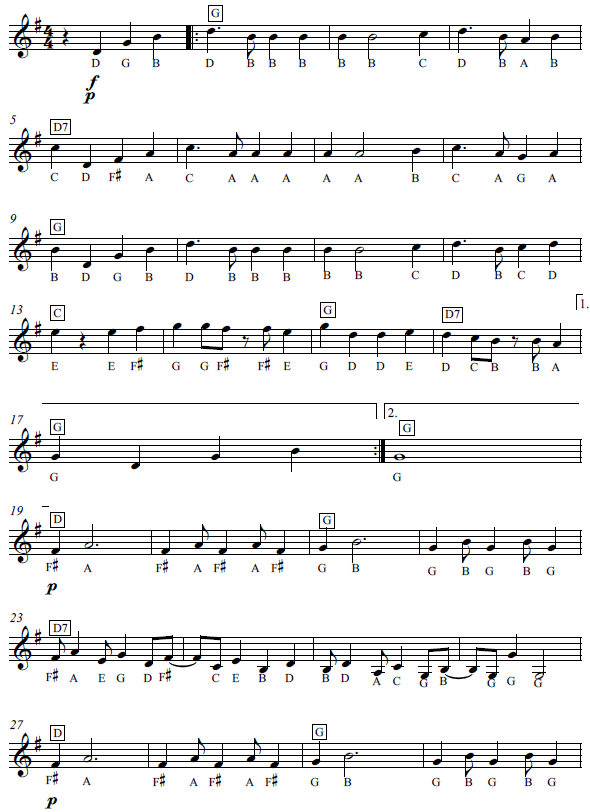 G
D G B D B B B B B C D B A B
f
p
5
D7
C D F♯ A C A A A A A B C A G A
9
G
B D G B D B B B B B C D B C D
13 C G D7 1.
E E F♯ G G F♯ F♯ E G D D E D C B B A
17 G 2. G
G G
19 D G
F♯ A F♯ A F♯ A F♯ G B G B G B G
p
23
D7
F♯ A E G D F♯ C E B D B D A C G B G G G
27 D G
F♯ A F♯ A F♯ A F♯ G B G B G B G
p